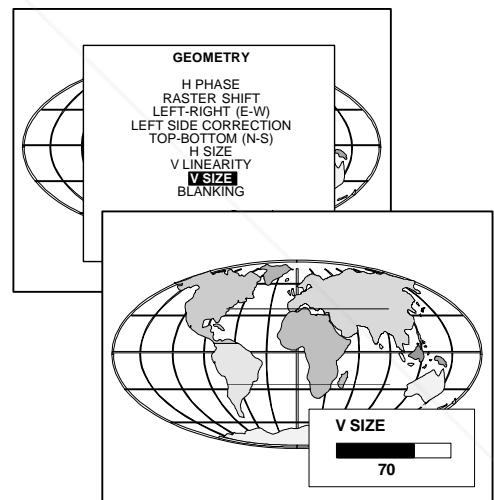 GEOMETRY
H PHASE
RASTER SHIFT
LEFT-RIGHT (E-W)
LEFT SIDE CORRECTION
TOP-BOTTOM (N-S)
H SIZE
V LINEARITY
V SIZE
BLANKING
V SIZE
70